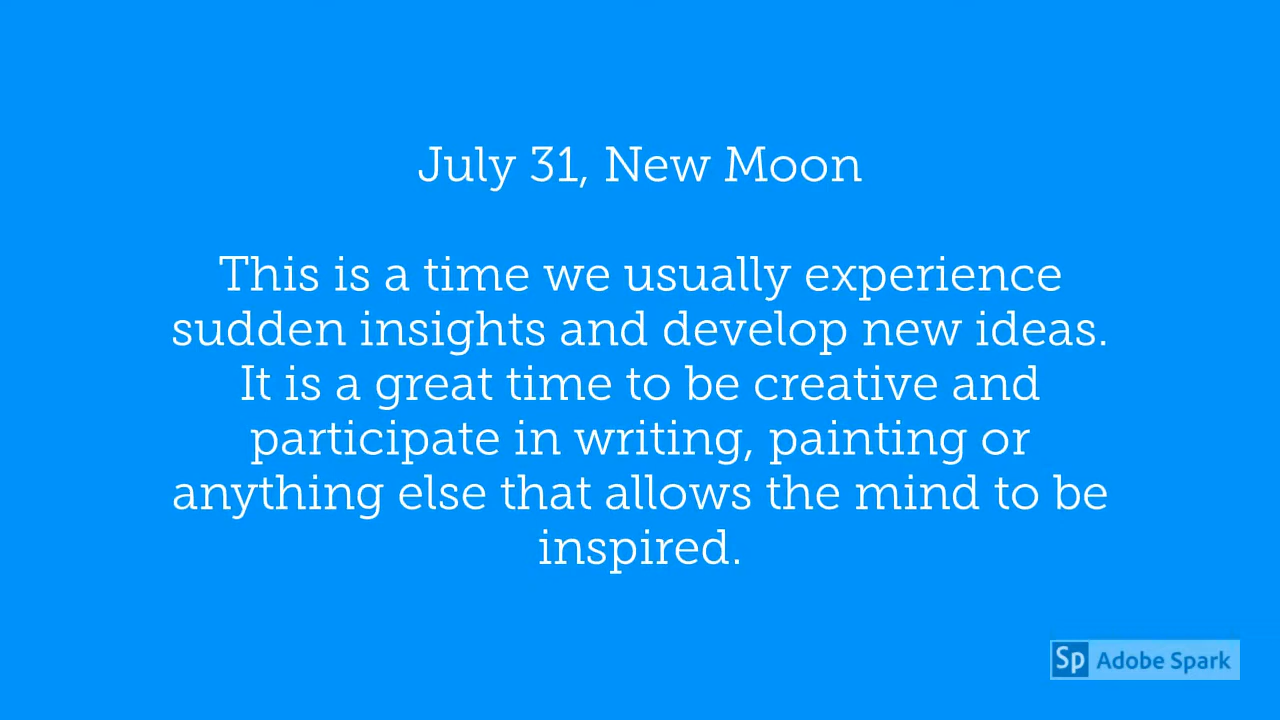 July 31, New Moon
This is a time we usually experience
sudden insights and develop new ideas.
It is a great time to be creative and
participate in writing, painting or
anything else that allows the mind to be
inspired.
Sp Adobe Spark